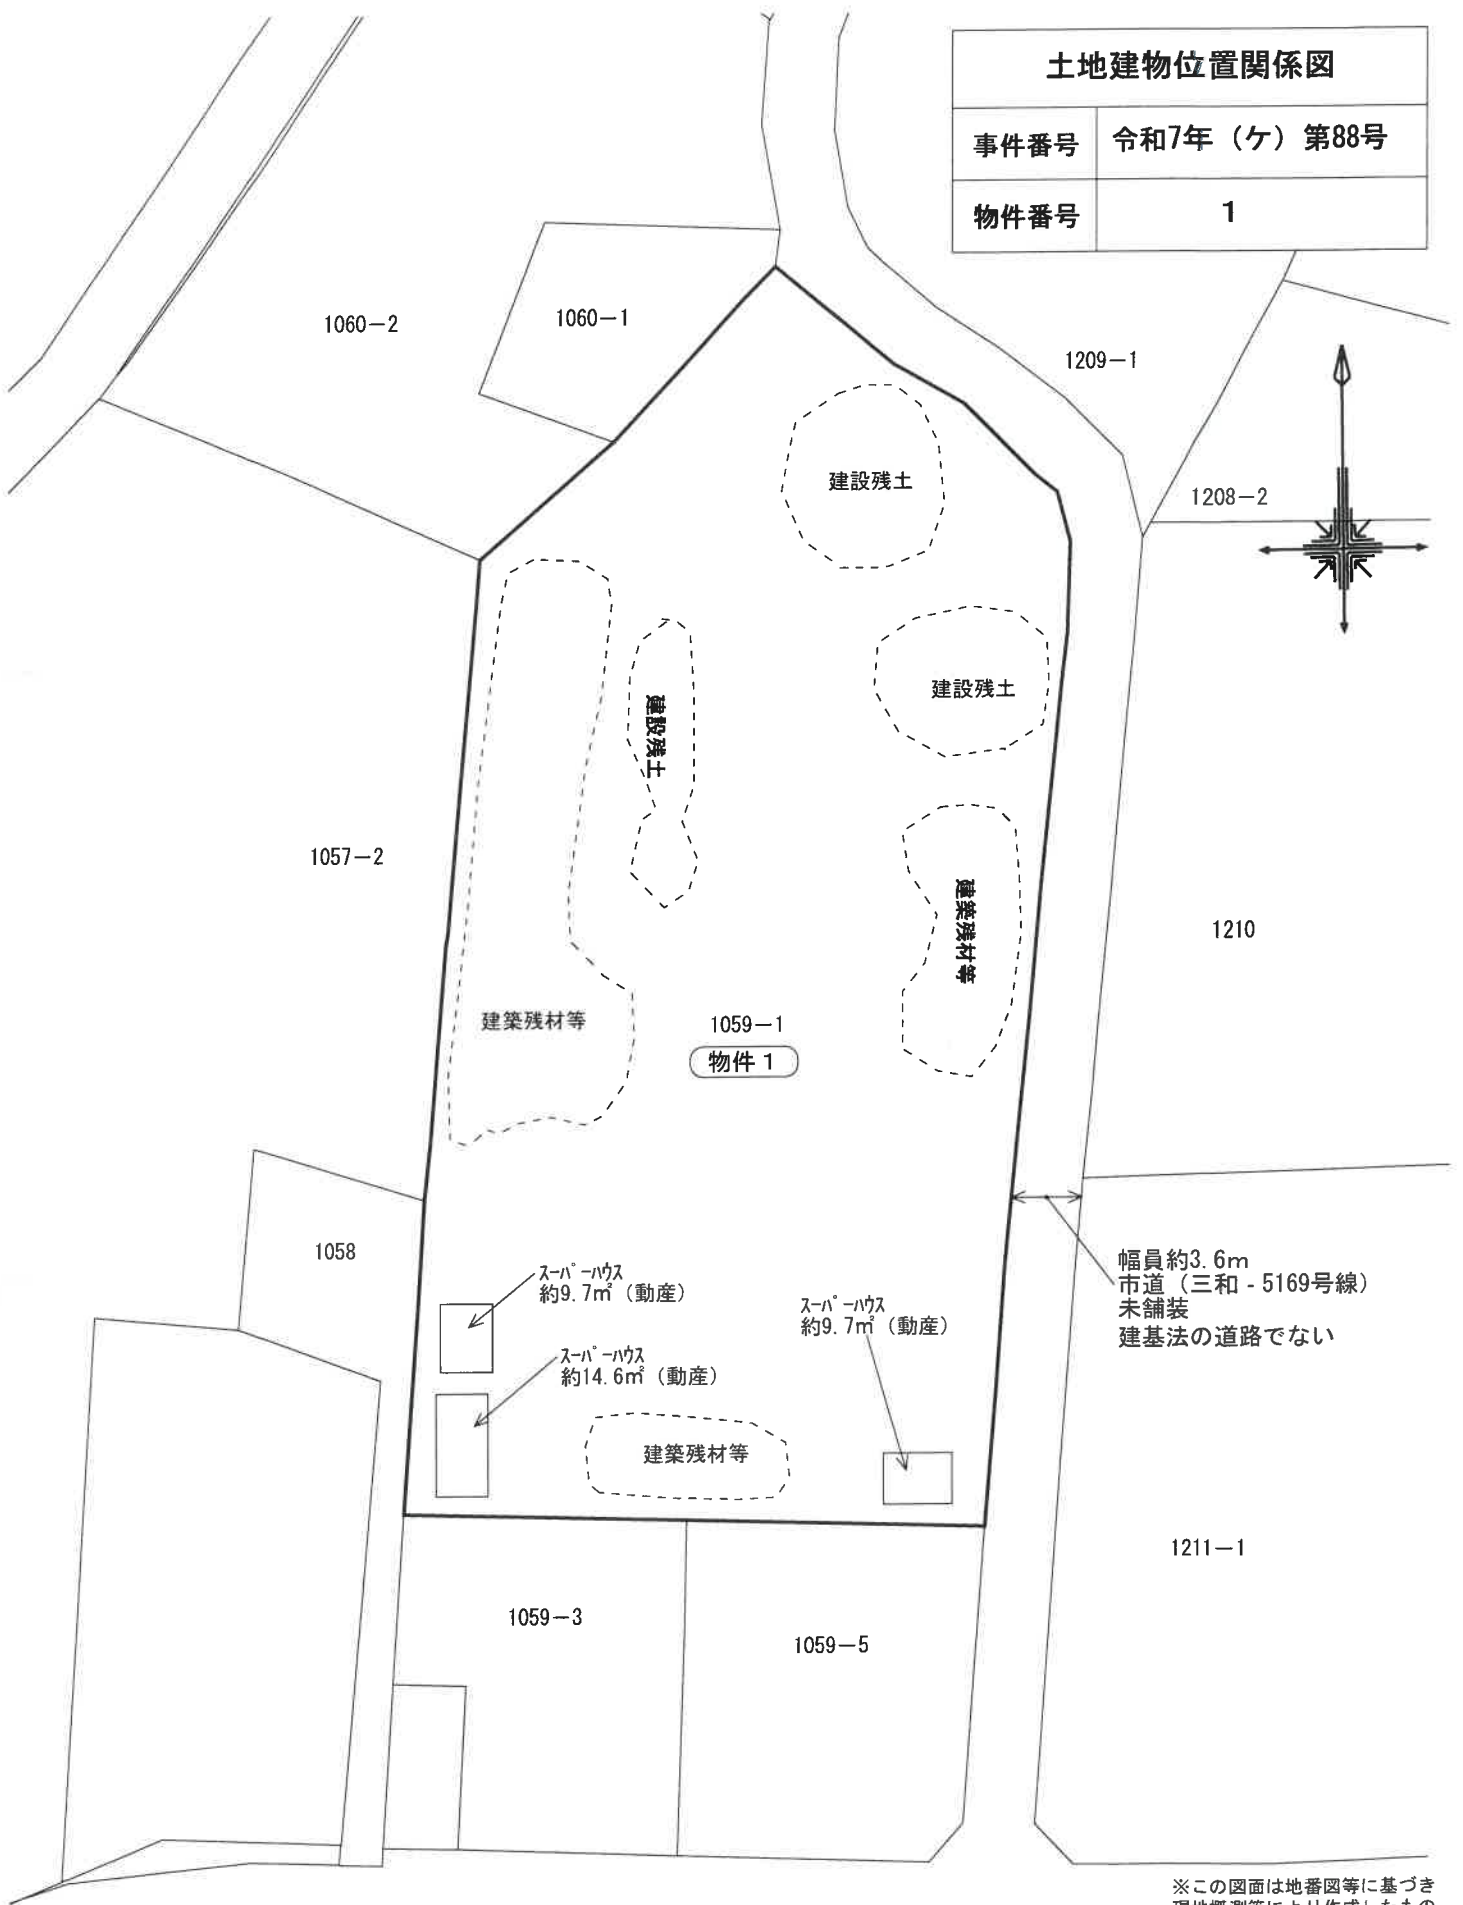 土地建物位置関係図
事件番号 令和7年（ケ）第88号
物件番号 1
1060−2
1060−1
1209−1
建設残土
1208−2
建設残土
建設残土
1057−2
建築残材等
1210
建築残材等
1059−1
物件1
1058
幅員約3.6m
市道（三和‐5169号線）
未舗装
建基法の道路でない
ｽｰﾊﾟｰﾊｳｽ
約9.7㎡（動産）
ｽｰﾊﾟｰﾊｳｽ
約9.7㎡（動産）
ｽｰﾊﾟｰﾊｳｽ
約14.6㎡（動産）
建築残材等
1211−1
1059−3
1059−5
※この図面は地番図等に基づき